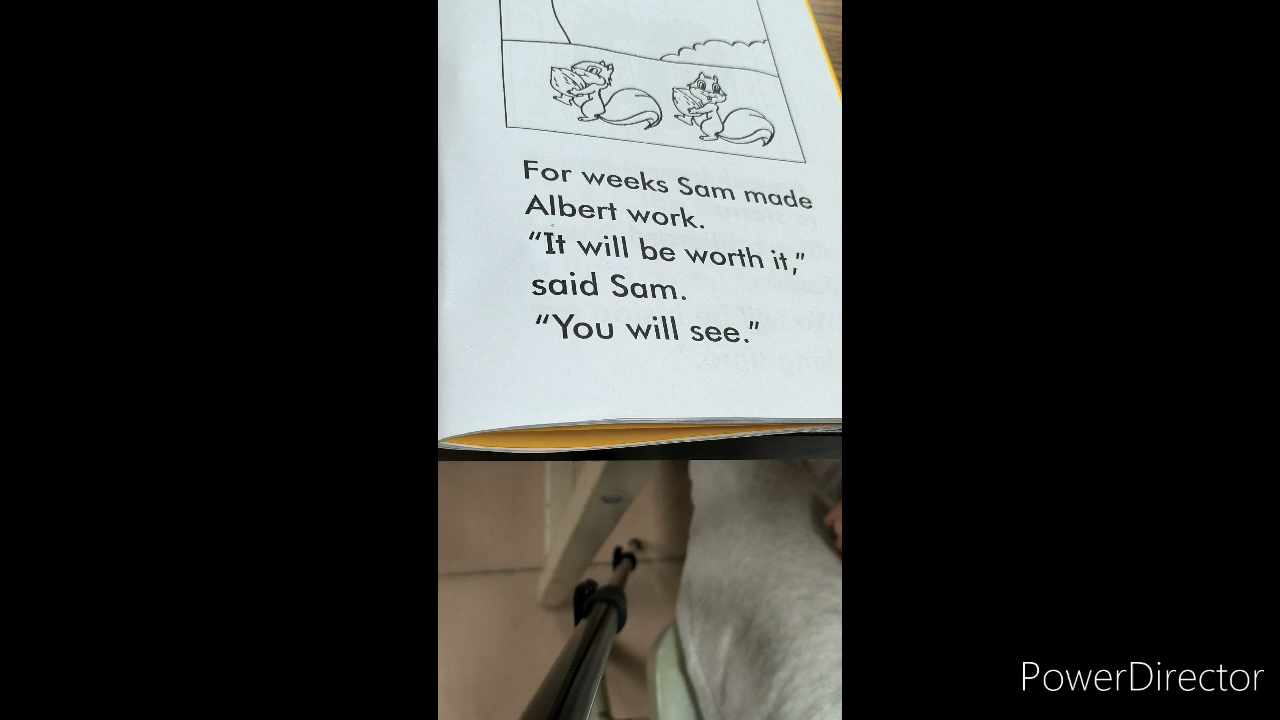 For weeks Sam made
Albert work.
“It will be worth it,”
said Sam.
“You will see.”
PowerDirector